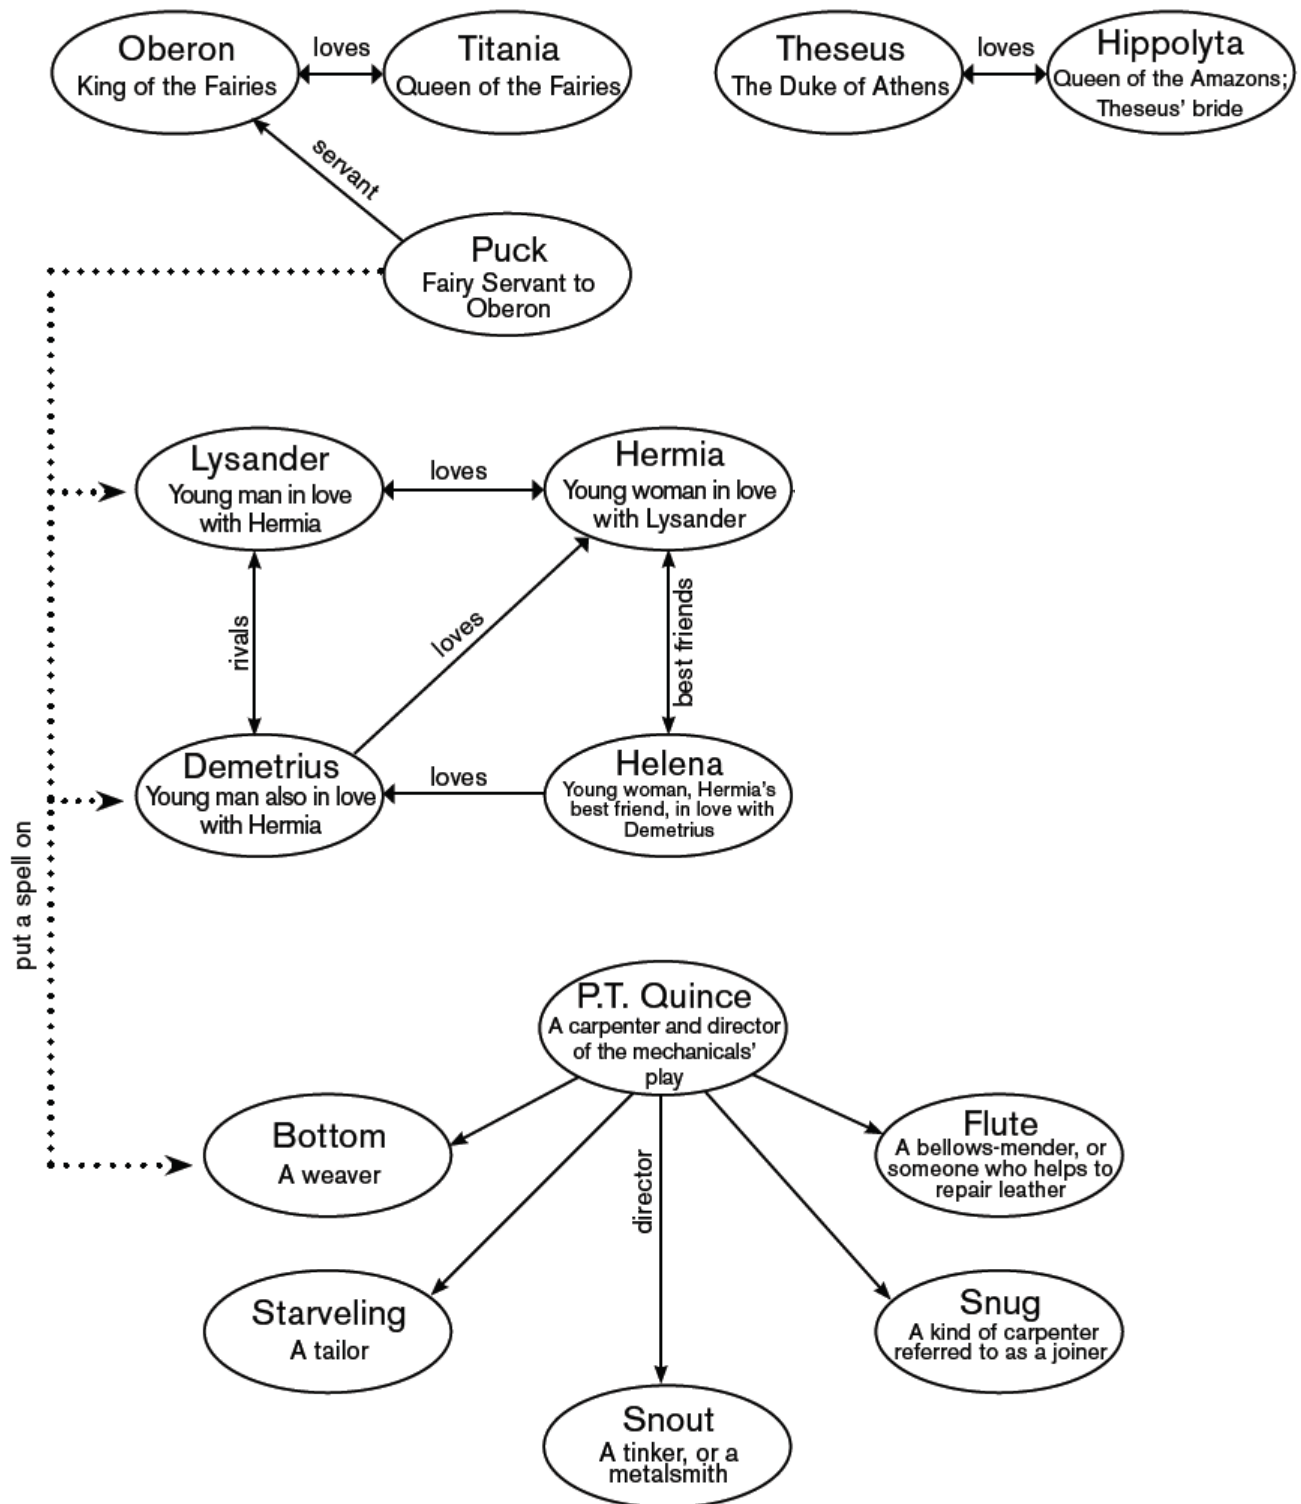 Oberon
King of the Fairies
loves
Titania
Queen of the Fairies
Theseus
The Duke of Athens
loves
Hippolyta
Queen of the Amazons;
Theseus’ bride
servant
Puck
Fairy Servant to
Oberon
Lysander
Young man in love
with Hermia
loves
Hermia
Young woman in love
with Lysander
rivals
loves
best friends
Demetrius
Young man also in love
with Hermia
loves
Helena
Young woman, Hermia’s
best friend, in love with
Demetrius
put a spell on
P.T. Quince
A carpenter and director
of the mechanicals’
play
Bottom
A weaver
director
Flute
A bellows-mender, or
someone who helps to
repair leather
Starveling
A tailor
Snug
A kind of carpenter
referred to as a joiner
Snout
A tinker, or a
metalsmith